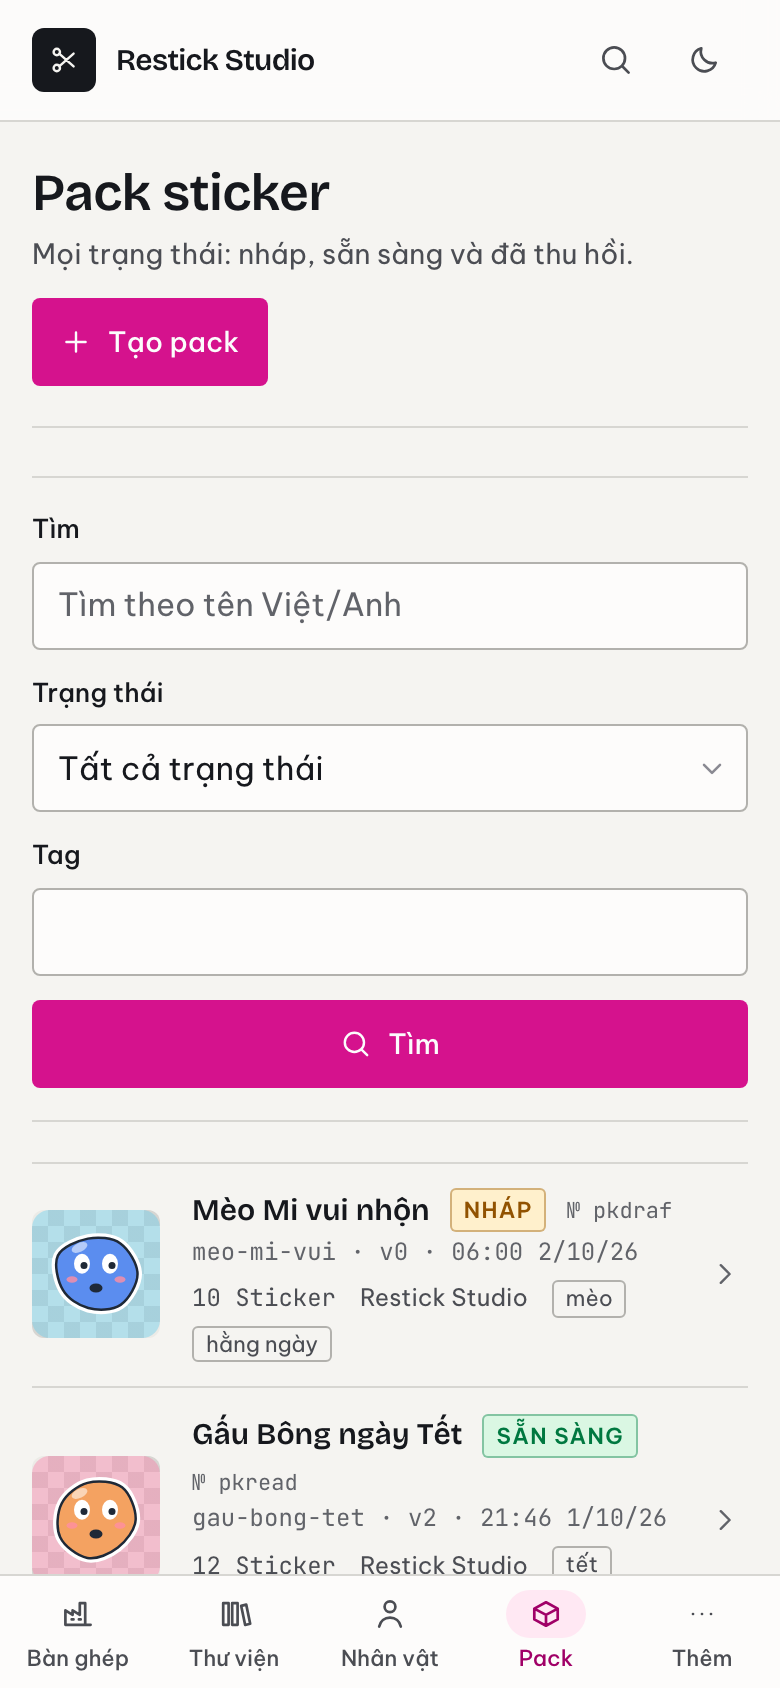 Restick Studio
Pack sticker
Mọi trạng thái: nháp, sẵn sàng và đã thu hồi.
Tạo pack
Tìm
Tìm theo tên Việt/Anh
Trạng thái
Tất cả trạng thái
Tag
Tìm
Mèo Mi vui nhộn NHÁP № pkdraf
meo-mi-vui · v0 · 06:00 2/10/26
10 Sticker Restick Studio mèo
hằng ngày
Gấu Bông ngày Tết SẴN SÀNG
№ pkread
gau-bong-tet · v2 · 21:46 1/10/26
12 Sticker Restick Studio tết
Bàn ghép Thư viện Nhân vật Pack Thêm